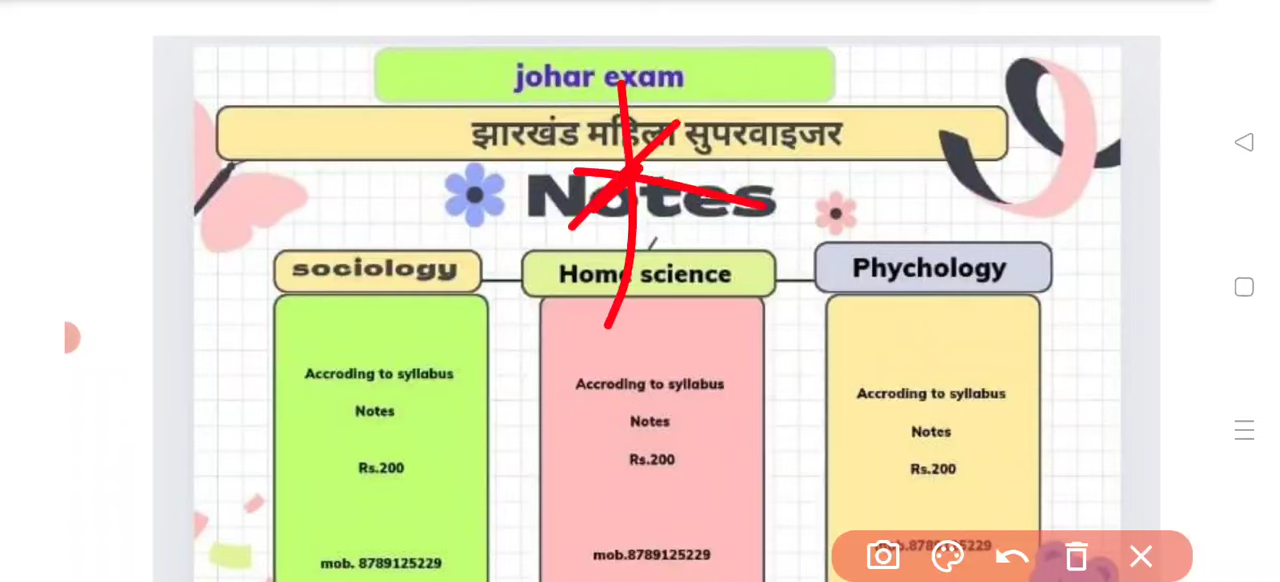 johar exam
झारखंड महिला सुपरवाइजर
Notes
sociology
Home science
Phychology
Accroding to syllabus
Notes
Rs.200
mob. 8789125229
Accroding to syllabus
Notes
Rs.200
mob.8789125229
Accroding to syllabus
Notes
Rs.200